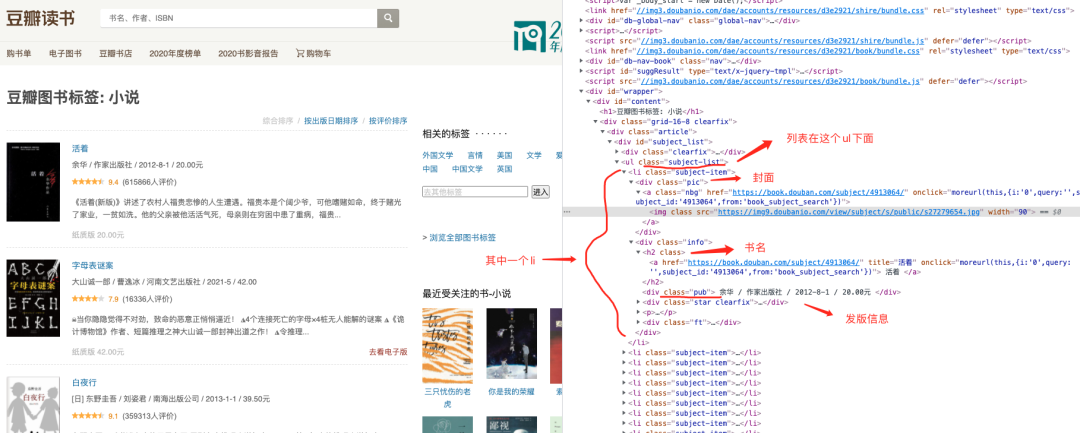 豆瓣读书
书名、作者、ISBN
购书单 电子图书 豆瓣书店 2020年度榜单 2020书影音报告 购物车
豆瓣图书标签: 小说
综合排序 / 按出版日期排序 / 按评价排序
活着
余华 / 作家出版社 / 2012-8-1 / 20.00元
9.4 (615866人评价)
《活着(新版)》讲述了农村人福贵悲惨的人生遭遇。福贵本是个阔少爷,可他嗜赌如命,终于赌光
了家业,一贫如洗。他的父亲被他活活气死,母亲则在穷困中患了重病,福贵...
纸质版 20.00元
字母表谜案
大山诚一郎 / 曹逸冰 / 河南文艺出版社 / 2021-5 / 42.00
7.9 (16336人评价)
当你隐隐觉得不对劲,致命的恶意正悄悄逼近! 4个连接死亡的字母×4桩无人能解的谜案 《诡
计博物馆》作者、短篇推理之神大山诚一郎封神出道之作! 令推理...
纸质版 42.00元 去看电子版
白夜行
[日] 东野圭吾 / 刘姿君 / 南海出版公司 / 2013-1-1 / 39.50元
9.1 (359313人评价)
相关的标签 · · · · · ·
外国文学 言情 美国 文学
中国 中国文学 英国
搜其他标签 进入
> 浏览全部图书标签
最近受关注的书-小说
三只忧伤的老
虎
你是我的荣耀
var _body_start = new Date();</script>
<link href="//img3.doubanio.com/dae/accounts/resources/d3e2921/shire/bundle.css" rel="stylesheet" type="text/css">
<div id="db-global-nav" class="global-nav">…</div>
<script>…</script>
<script src="//img3.doubanio.com/dae/accounts/resources/d3e2921/shire/bundle.js" defer="defer"></script>
<link href="//img3.doubanio.com/dae/accounts/resources/d3e2921/book/bundle.css" rel="stylesheet" type="text/css">
<div id="db-nav-book" class="nav">…</div>
<script id="suggResult" type="text/x-jquery-tmpl">…</script>
<script src="//img3.doubanio.com/dae/accounts/resources/d3e2921/book/bundle.js" defer="defer"></script>
<div id="wrapper">
<div id="content">
<h1>豆瓣图书标签: 小说</h1>
<div class="grid-16-8 clearfix">
<div class="article">
<div id="subject_list">
<div class="clearfix">…</div>
<ul class="subject-list">
列表在这个ul下面
<li class="subject-item">
<div class="pic">
封面
<a class="nbg" href="https://book.douban.com/subject/4913064/" onclick="moreurl(this,{i:'0',query:'',s
ubject_id:'4913064',from:'book_subject_search'})">
<img class src="https://img9.doubanio.com/view/subject/s/public/s27279654.jpg" width="90"> == $0
</a>
</div>
<div class="info">
<h2 class>
书名
<a href="https://book.douban.com/subject/4913064/" title="活着" onclick="moreurl(this,{i:'0',query:
'',subject_id:'4913064',from:'book_subject_search'})"> 活着 </a>
</h2>
<div class="pub"> 余华 / 作家出版社 / 2012-8-1 / 20.00元 </div>
<div class="star clearfix">…</div>
<p>…</p>
发版信息
<div class="ft">…</div>
</div>
</li>
其中一个li
<li class="subject-item">…</li>
<li class="subject-item">…</li>
<li class="subject-item">…</li>
<li class="subject-item">…</li>
<li class="subject-item">…</li>
<li class="subject-item">…</li>
<li class="subject-item">…</li>